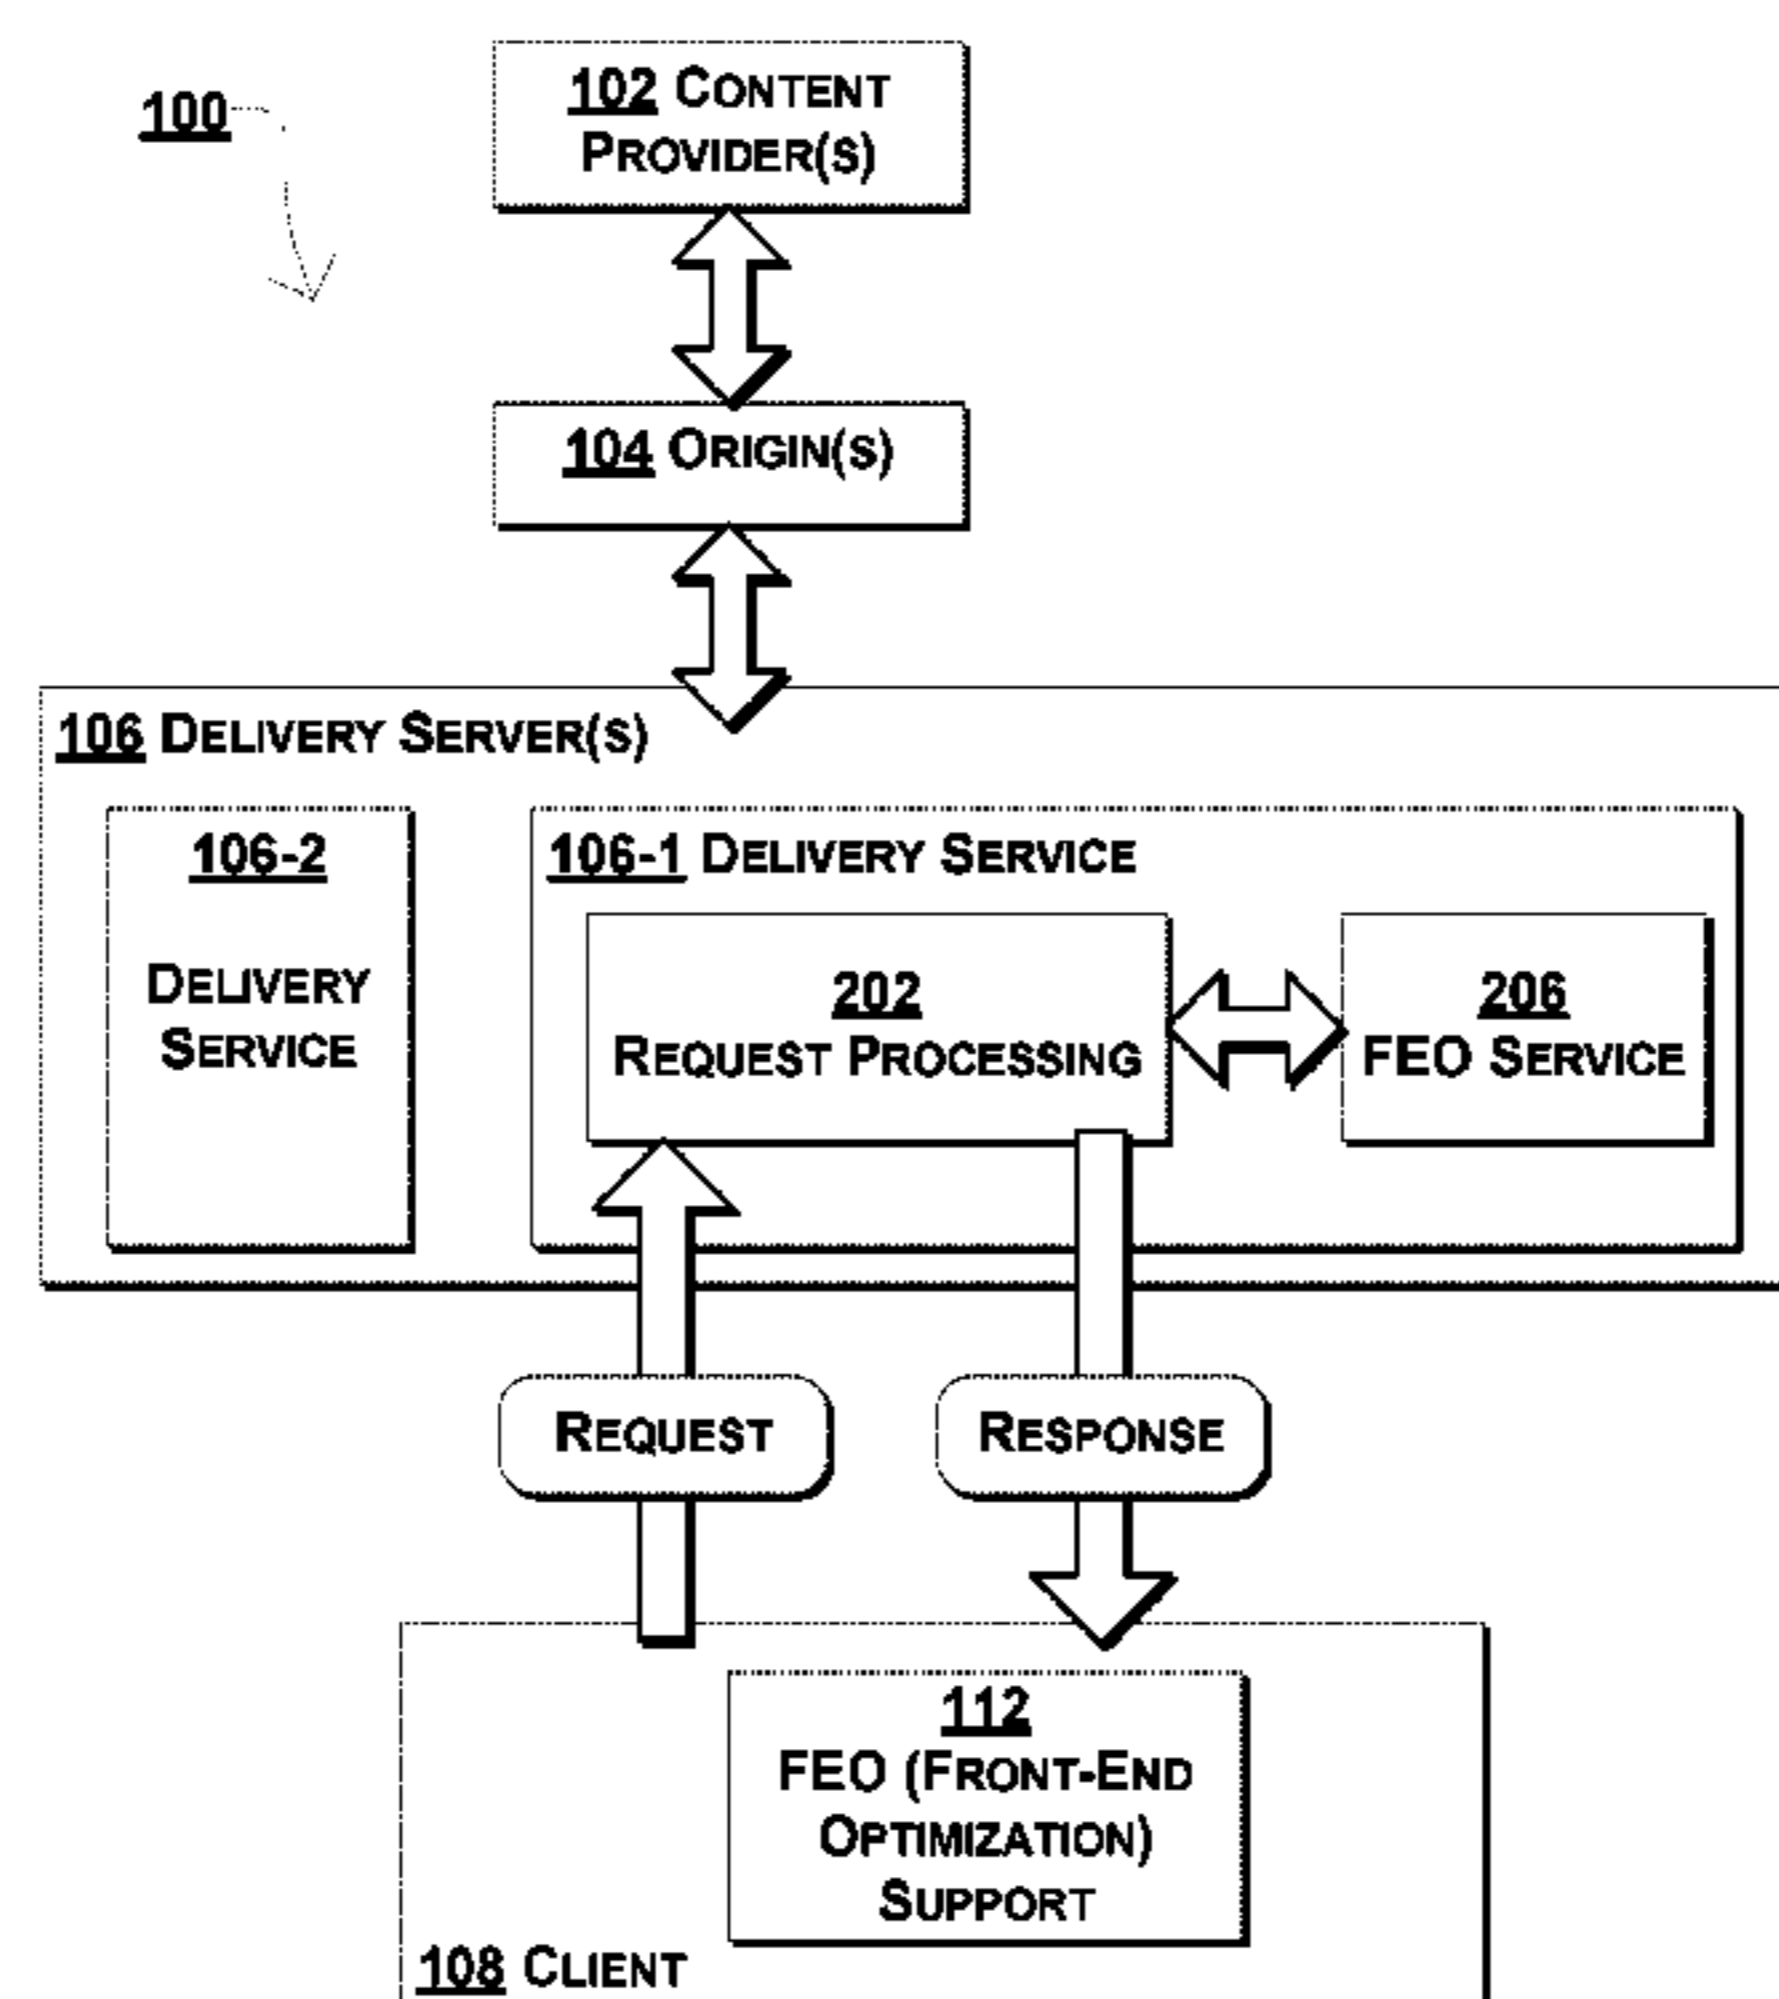 100
102 CONTENT
PROVIDER(S)
104 ORIGIN(S)
106 DELIVERY SERVER(S)
106-2
DELIVERY
SERVICE
106-1 DELIVERY SERVICE
202
REQUEST PROCESSING
206
FEO SERVICE
REQUEST
RESPONSE
112
FEO (FRONT-END
OPTIMIZATION)
SUPPORT
108 CLIENT